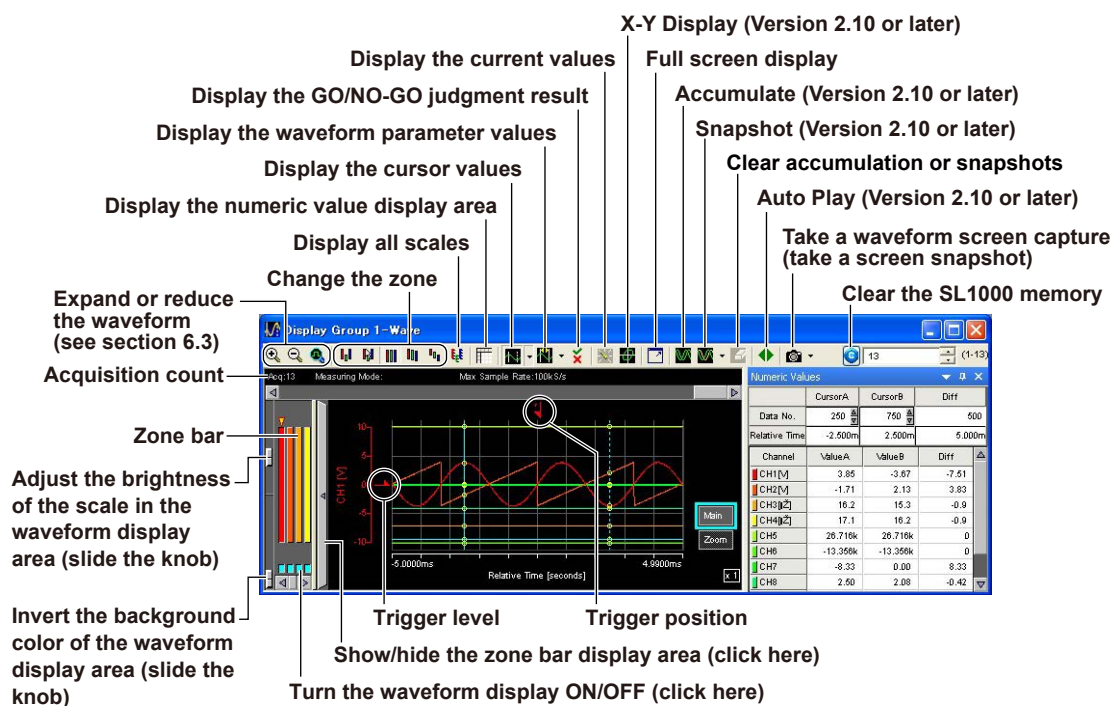 X-Y Display (Version 2.10 or later)
Display the current values
Full screen display
Display the GO/NO-GO judgment result
Accumulate (Version 2.10 or later)
Display the waveform parameter values
Snapshot (Version 2.10 or later)
Display the cursor values
Clear accumulation or snapshots
Display the numeric value display area
Auto Play (Version 2.10 or later)
Display all scales
Take a waveform screen capture
(take a screen snapshot)
Change the zone
Clear the SL1000 memory
Expand or reduce
the waveform
(see section 6.3)
Display Group 1-Wave
13
(1-13)
Acquisition count
Acq:13 Measuring Mode: Max Sample Rate:100kS/s
Numeric Values
CursorA CursorB Diff
Data No. 250 750 500
Relative Time -2.500m 2.500m 5.000m
Channel ValueA ValueB Diff
CH1[V] 3.85 -3.67 -7.51
CH2[V] -1.71 2.13 3.83
CH3[jŽ] 16.2 15.3 -0.9
CH4[jŽ] 17.1 16.2 -0.9
CH5 26.716k 26.716k 0
CH6 -13.356k -13.356k 0
CH7 -8.33 0.00 8.33
CH8 2.50 2.08 -0.42
Zone bar
Adjust the brightness
of the scale in the
waveform display
area (slide the knob)
10
5
0
-5
-10
CH1 [V]
Main
Zoom
-5.0000ms
4.9900ms
Relative Time [seconds]
x 1
Invert the background
color of the waveform
display area (slide the
knob)
Trigger level
Trigger position
Show/hide the zone bar display area (click here)
Turn the waveform display ON/OFF (click here)